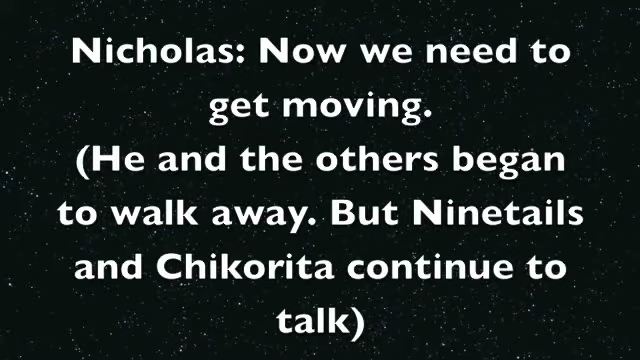 Nicholas: Now we need to
get moving.
(He and the others began
to walk away. But Ninetails
and Chikorita continue to
talk)